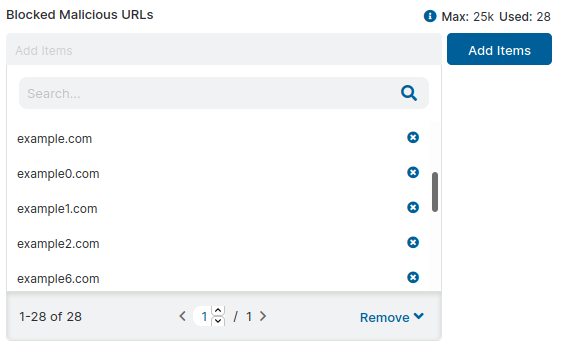 Blocked Malicious URLs
Max: 25k Used: 28
Add Items
Add Items
Search...
example.com
example0.com
example1.com
example2.com
example6.com
1-28 of 28
1 / 1
Remove